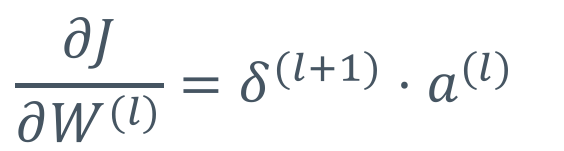 ∂J/∂W^(l) = δ^(l+1) · a^(l)